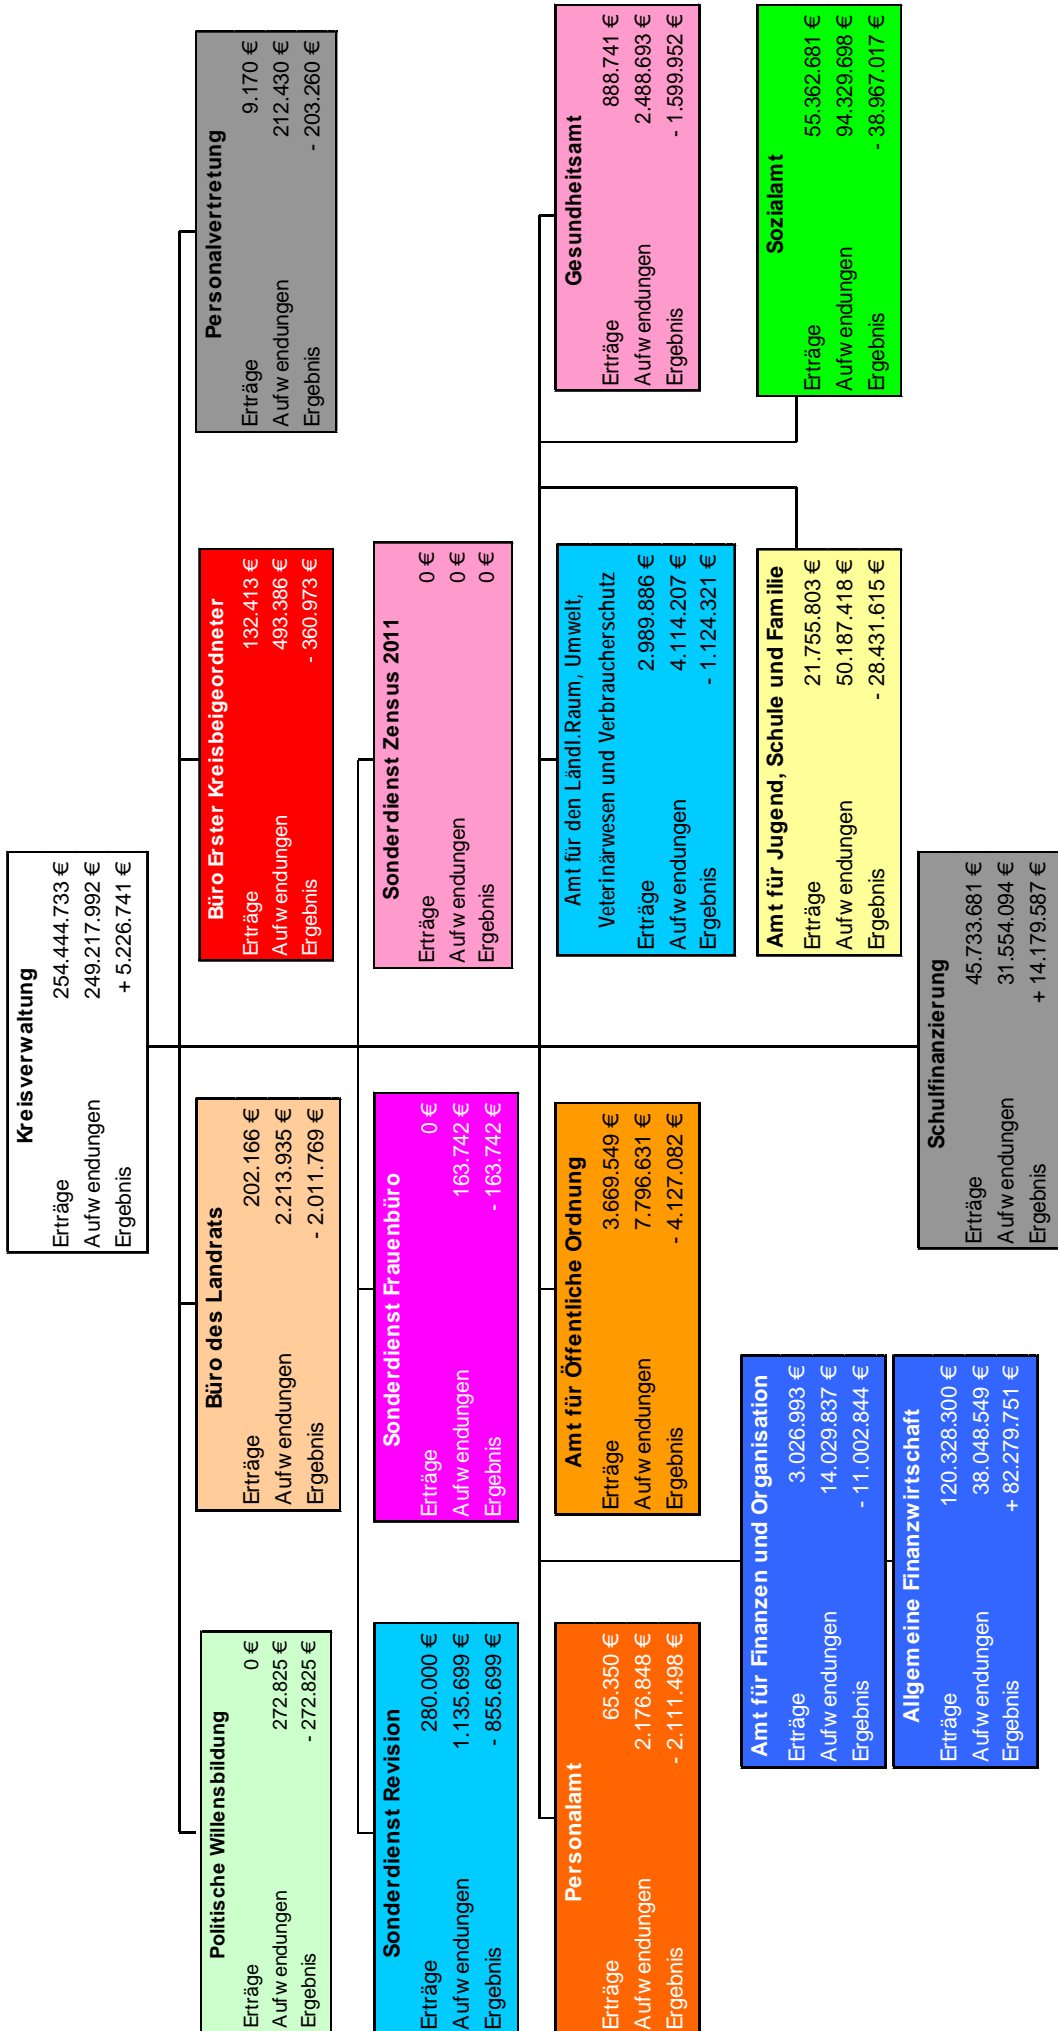 Kreisverwaltung
Erträge 254.444.733 €
Aufwendungen 249.217.992 €
Ergebnis + 5.226.741 €
Politische Willensbildung
Erträge 0 €
Aufwendungen 272.825 €
Ergebnis - 272.825 €
Büro des Landrats
Erträge 202.166 €
Aufwendungen 2.213.935 €
Ergebnis - 2.011.769 €
Büro Erster Kreisbeigeordneter
Erträge 132.413 €
Aufwendungen 493.386 €
Ergebnis - 360.973 €
Personalvertretung
Erträge 9.170 €
Aufwendungen 212.430 €
Ergebnis - 203.260 €
Sonderdienst Revision
Erträge 280.000 €
Aufwendungen 1.135.699 €
Ergebnis - 855.699 €
Sonderdienst Frauenbüro
Erträge 0 €
Aufwendungen 163.742 €
Ergebnis - 163.742 €
Sonderdienst Zensus 2011
Erträge 0 €
Aufwendungen 0 €
Ergebnis 0 €
Personalamt
Erträge 65.350 €
Aufwendungen 2.176.848 €
Ergebnis - 2.111.498 €
Amt für Öffentliche Ordnung
Erträge 3.669.549 €
Aufwendungen 7.796.631 €
Ergebnis - 4.127.082 €
Amt für den Ländl.Raum, Umwelt,
Veterinärwesen und Verbraucherschutz
Erträge 2.989.886 €
Aufwendungen 4.114.207 €
Ergebnis - 1.124.321 €
Gesundheitsamt
Erträge 888.741 €
Aufwendungen 2.488.693 €
Ergebnis - 1.599.952 €
Amt für Finanzen und Organisation
Erträge 3.026.993 €
Aufwendungen 14.029.837 €
Ergebnis - 11.002.844 €
Amt für Jugend, Schule und Familie
Erträge 21.755.803 €
Aufwendungen 50.187.418 €
Ergebnis - 28.431.615 €
Sozialamt
Erträge 55.362.681 €
Aufwendungen 94.329.698 €
Ergebnis - 38.967.017 €
Allgemeine Finanzwirtschaft
Erträge 120.328.300 €
Aufwendungen 38.048.549 €
Ergebnis + 82.279.751 €
Schulfinanzierung
Erträge 45.733.681 €
Aufwendungen 31.554.094 €
Ergebnis + 14.179.587 €